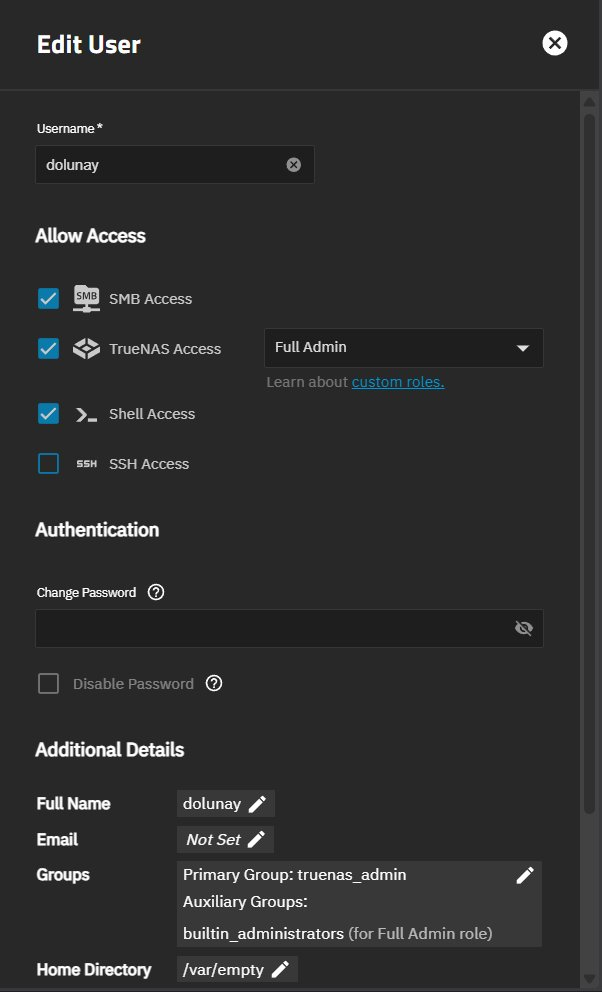 Edit User
Username *
dolunay
Allow Access
SMB SMB Access
TrueNAS Access Full Admin
Learn about custom roles.
Shell Access
SSH SSH Access
Authentication
Change Password ?
Disable Password ?
Additional Details
Full Name dolunay
Email Not Set
Groups Primary Group: truenas_admin
Auxiliary Groups:
builtin_administrators (for Full Admin role)
Home Directory /var/empty